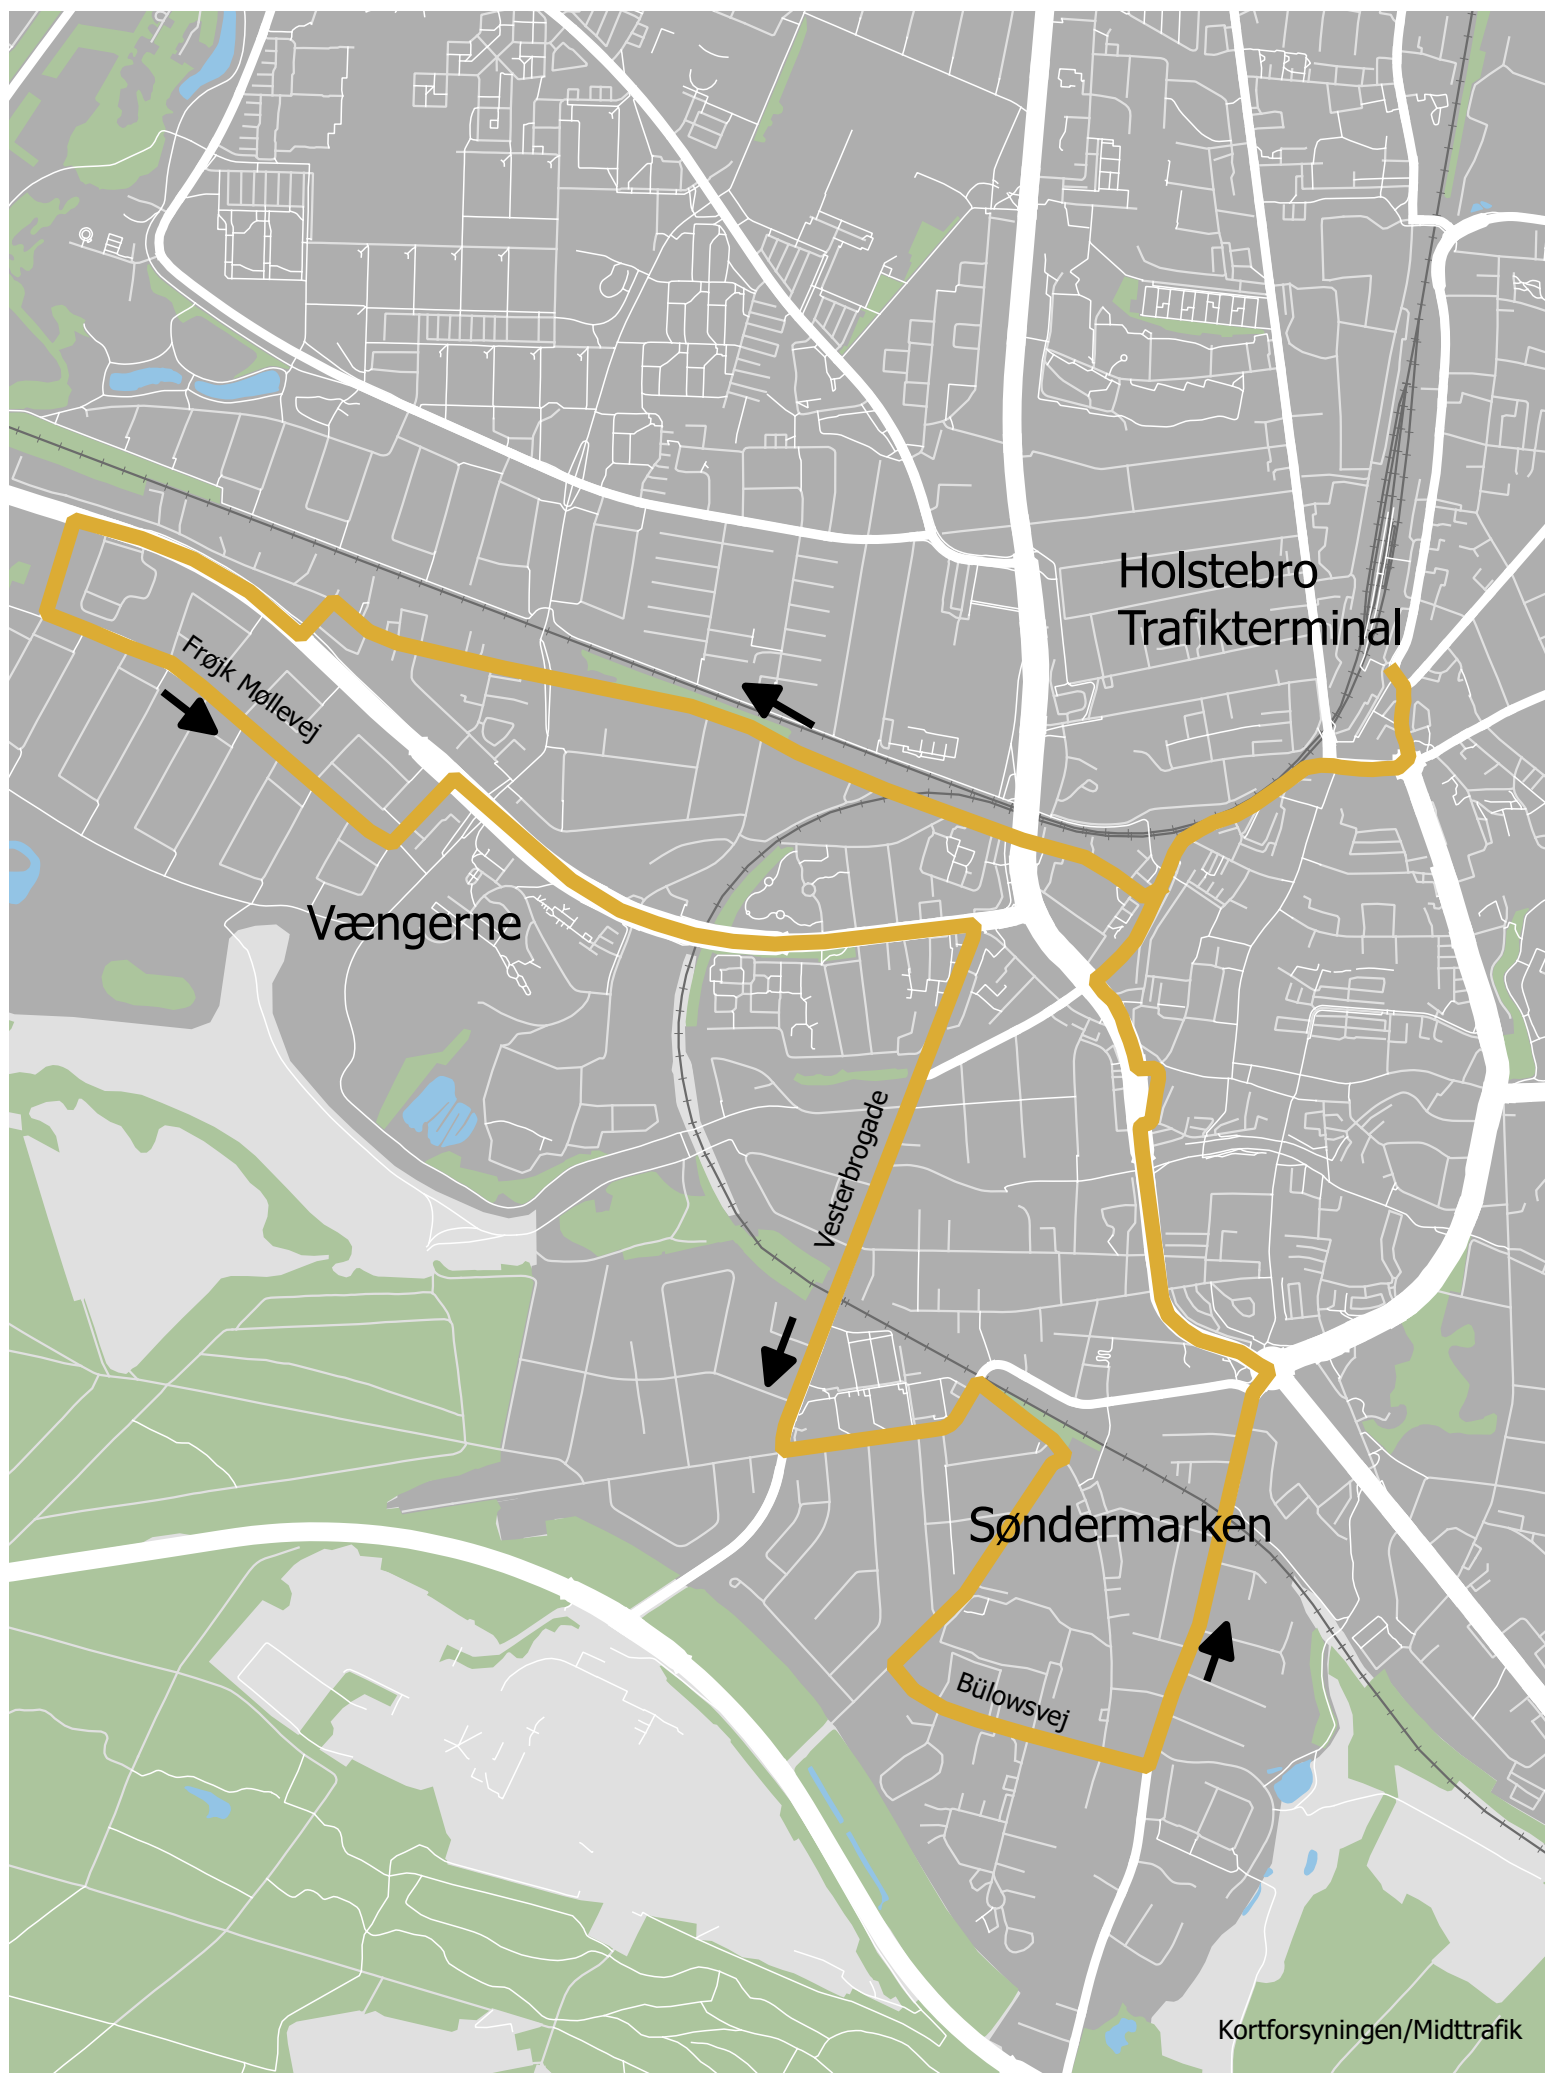 Holstebro
Trafikterminal
Frøjk Møllevej
Vængerne
Vesterbrogade
Søndermarken
Bülowsvej
Kortforsyningen/Midttrafik